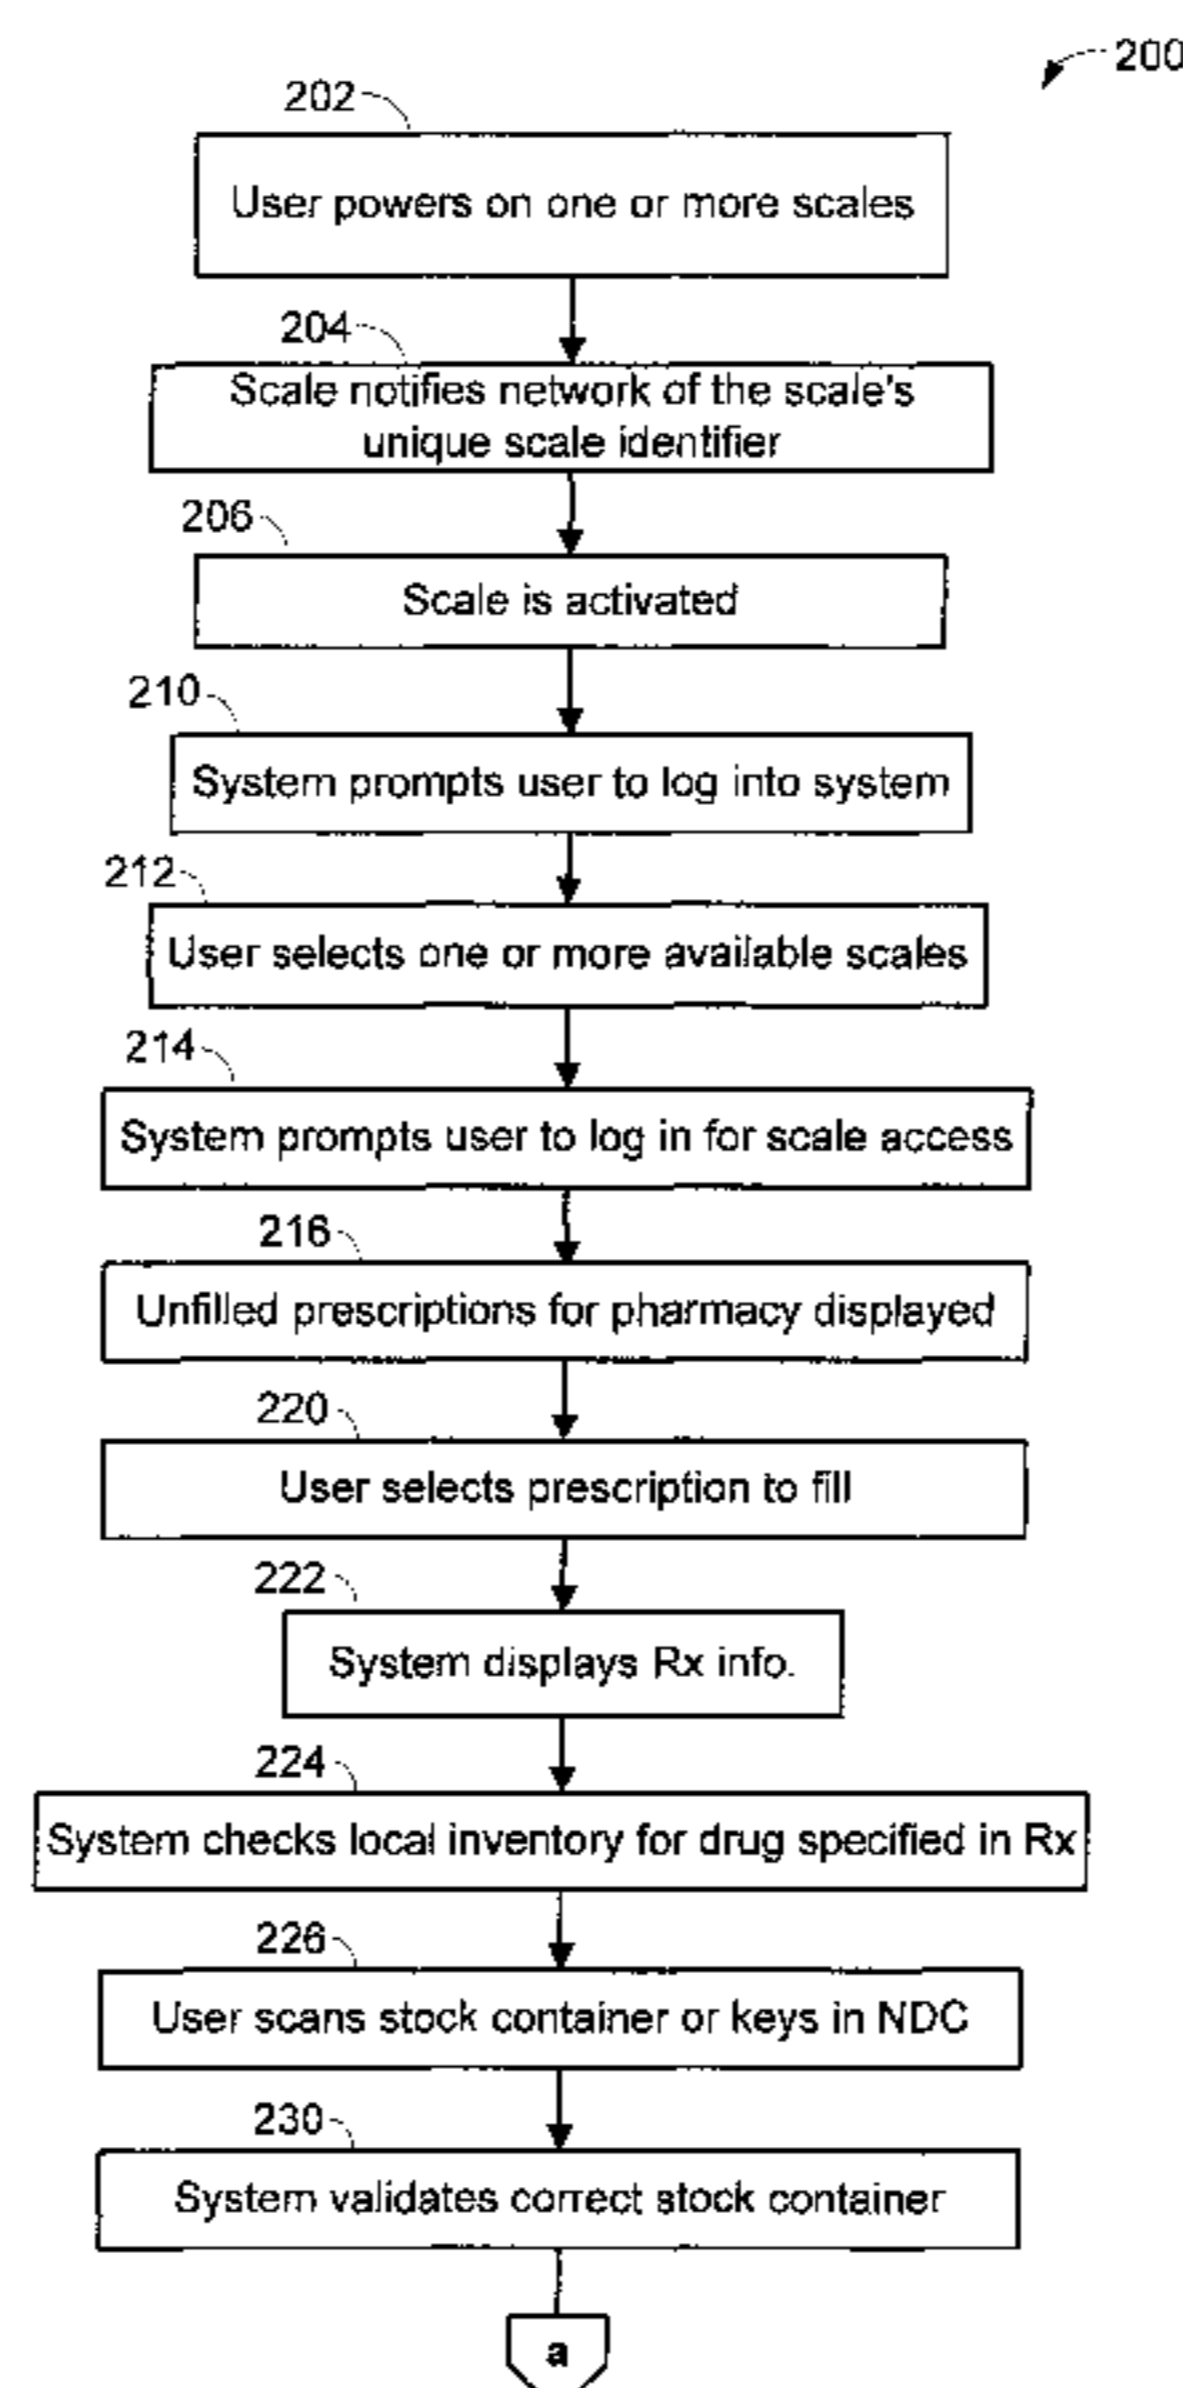 200
202
User powers on one or more scales
204
Scale notifies network of the scale's
unique scale identifier
206
Scale is activated
210
System prompts user to log into system
212
User selects one or more available scales
214
System prompts user to log in for scale access
216
Unfilled prescriptions for pharmacy displayed
220
User selects prescription to fill
222
System displays Rx info.
224
System checks local inventory for drug specified in Rx
226
User scans stock container or keys in NDC
230
System validates correct stock container
a